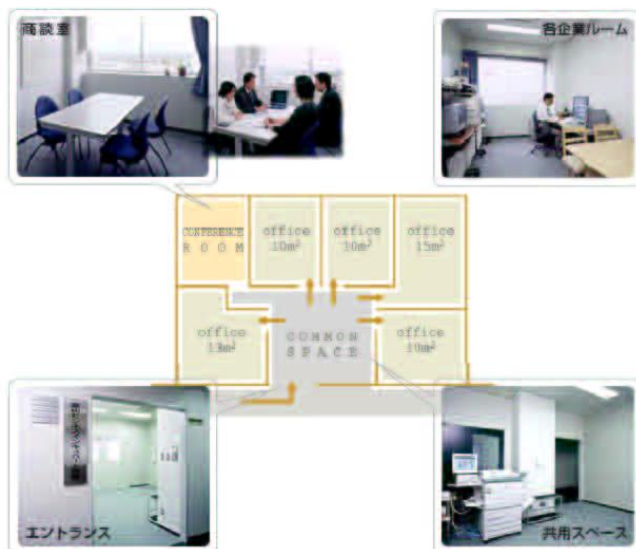 商談室
各企業ルーム
CONFERENCE
ROOM
office
10m²
office
10m²
office
15m²
office
13m²
COMMON
SPACE
office
10m²
エントランス
共用スペース